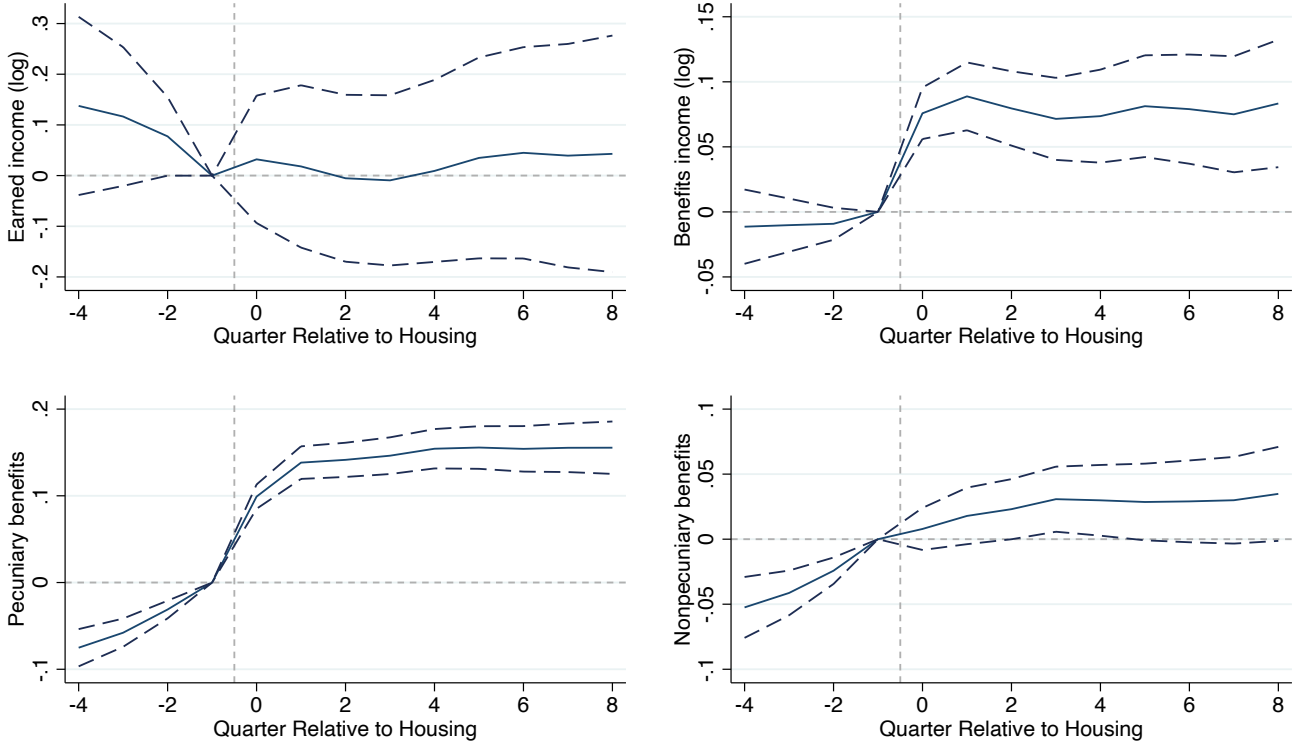 Earned income (log)
.3
.2
.1
0
-.1
-.2
-4 -2 0 2 4 6 8
Quarter Relative to Housing
Benefits income (log)
.15
.1
.05
0
-.05
-4 -2 0 2 4 6 8
Quarter Relative to Housing
Pecuniary benefits
.2
.1
0
-.1
-4 -2 0 2 4 6 8
Quarter Relative to Housing
Nonpecuniary benefits
.1
.05
0
-.05
-.1
-4 -2 0 2 4 6 8
Quarter Relative to Housing